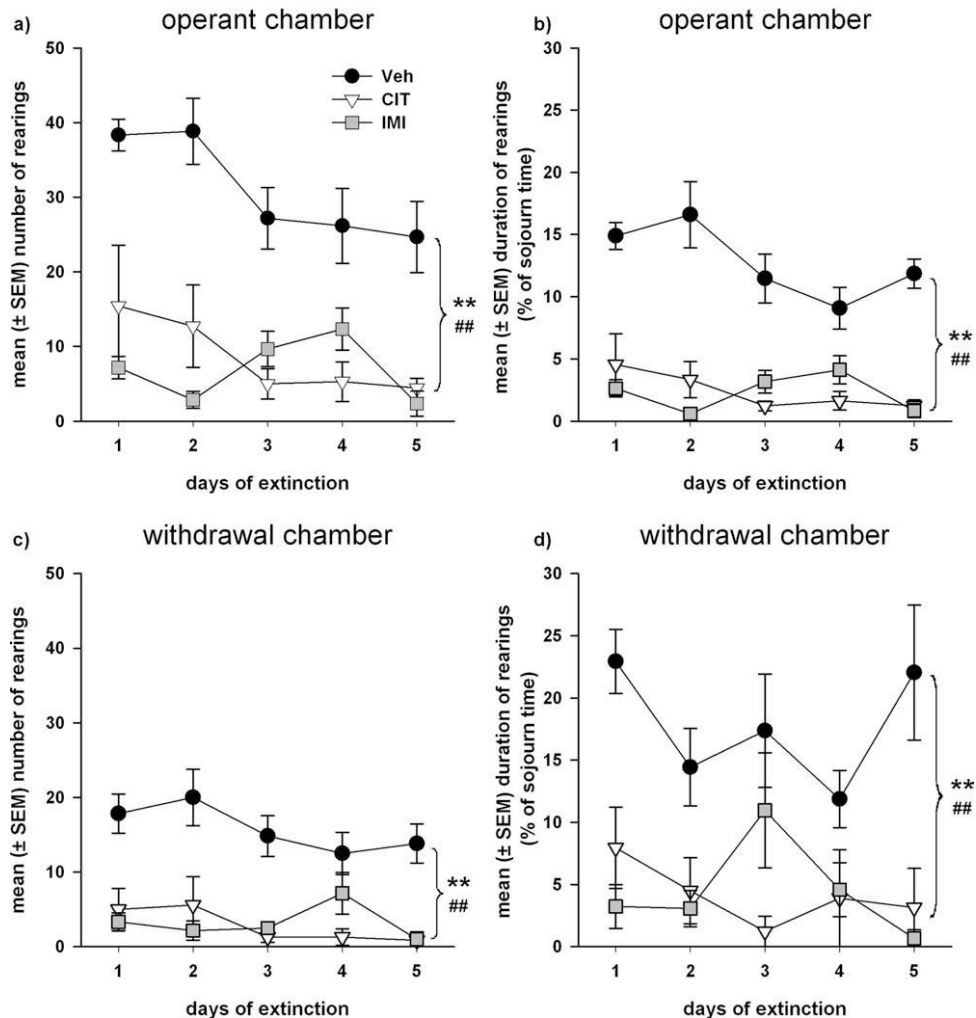 a) operant chamber
mean (± SEM) number of rearings
50
40
30
20
10
0
Veh
CIT
IMI
**
##
1 2 3 4 5
days of extinction
b) operant chamber
mean (± SEM) duration of rearings
(% of sojourn time)
30
25
20
15
10
5
0
**
##
1 2 3 4 5
days of extinction
c) withdrawal chamber
mean (± SEM) number of rearings
50
40
30
20
10
0
**
##
1 2 3 4 5
days of extinction
d) withdrawal chamber
mean (± SEM) duration of rearings
(% of sojourn time)
30
25
20
15
10
5
0
**
##
1 2 3 4 5
days of extinction